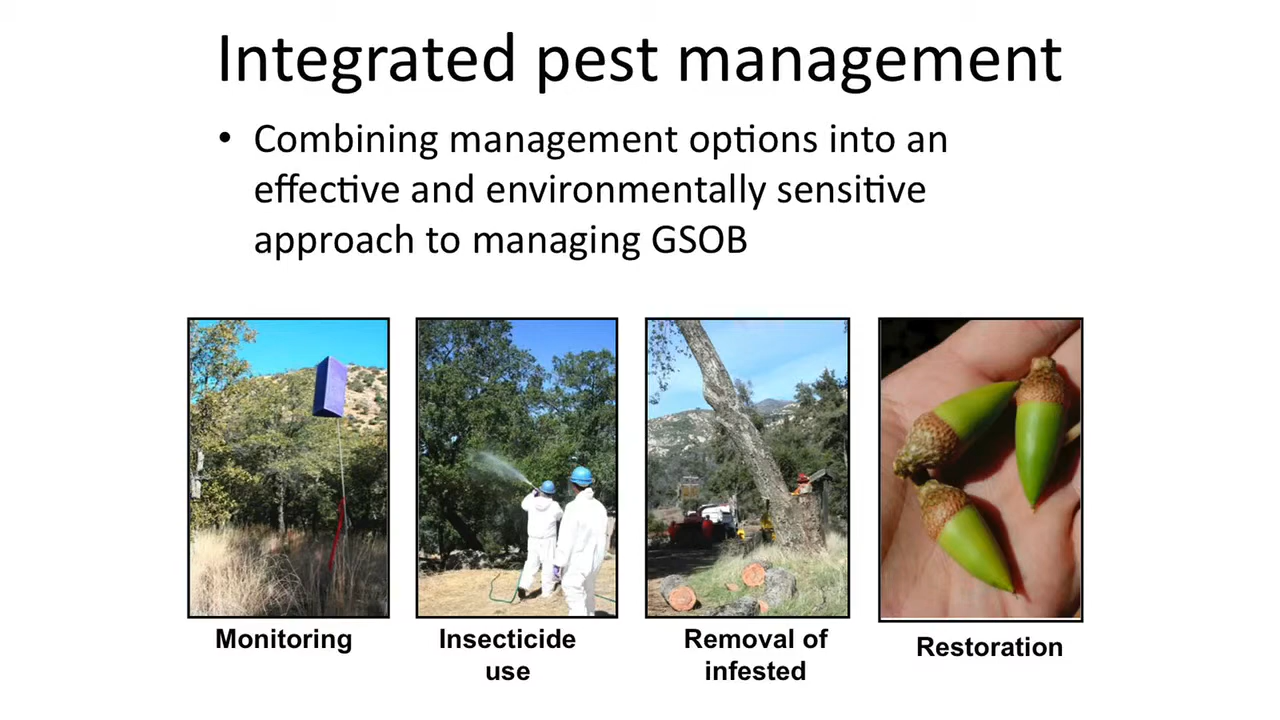 Integrated pest management
• Combining management options into an
effective and environmentally sensitive
approach to managing GSOB
Monitoring
Insecticide
use
Removal of
infested
Restoration